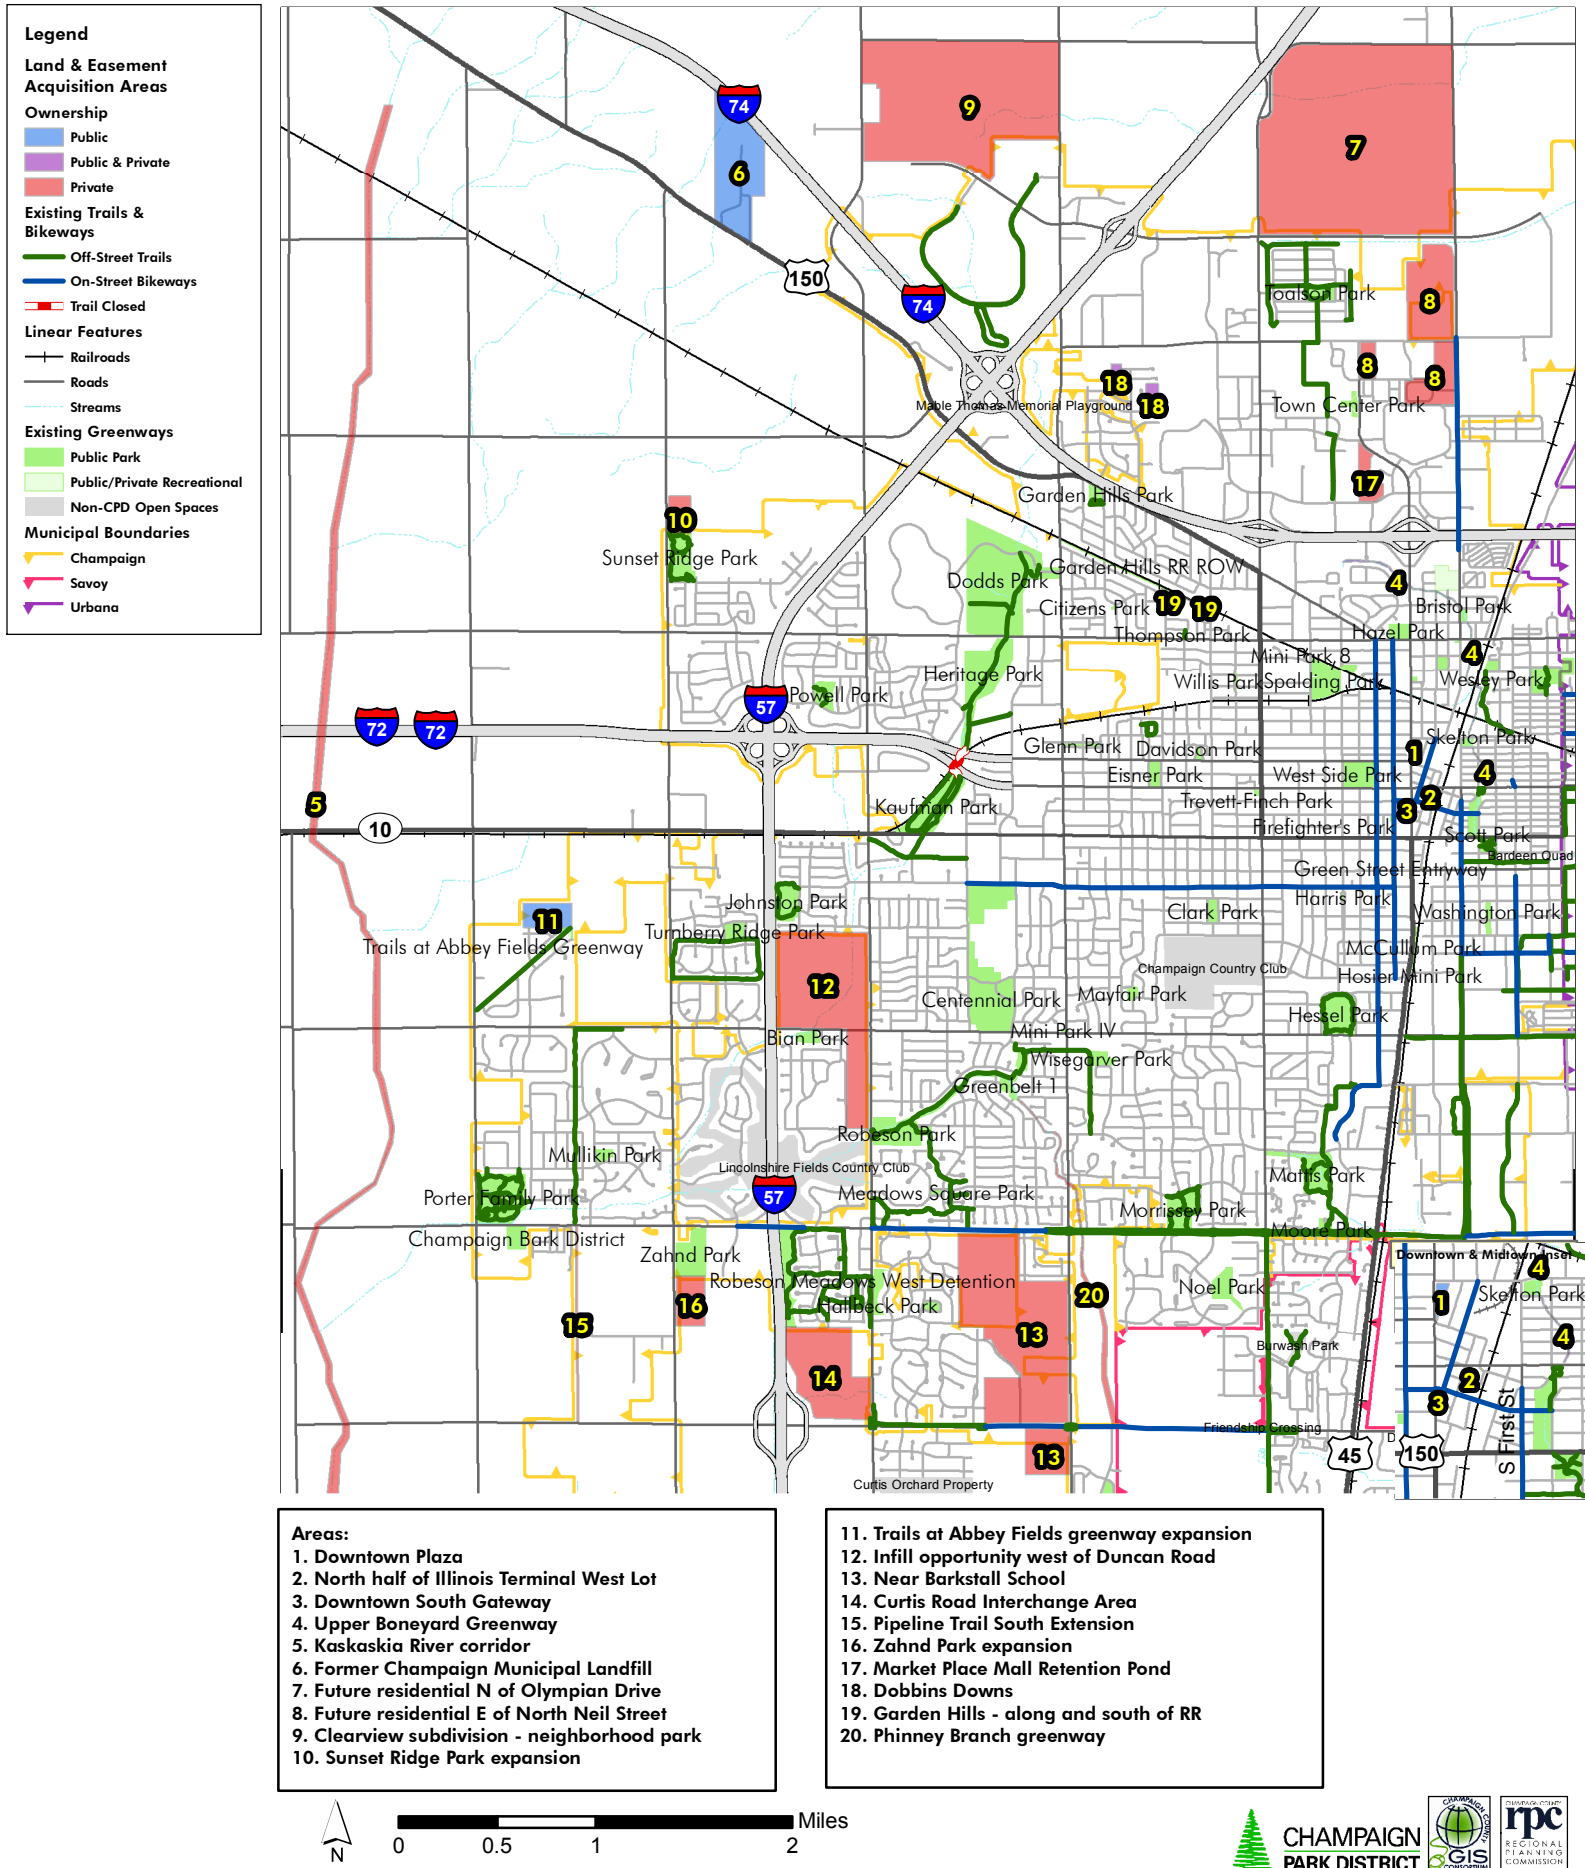 Legend
Land & Easement
Acquisition Areas
Ownership
Public
Public & Private
Private
Existing Trails &
Bikeways
Off-Street Trails
On-Street Bikeways
Trail Closed
Linear Features
Railroads
Roads
Streams
Existing Greenways
Public Park
Public/Private Recreational
Non-CPD Open Spaces
Municipal Boundaries
Champaign
Savoy
Urbana
74
9
7
6
150
74
Toalson Park
8
8
8
18
18
Mable Thomas Memorial Playground
Town Center Park
17
Garden Hills Park
10
Sunset Ridge Park
Garden Hills RR ROW
Dodds Park
4
Citizens Park
19
19
Bristol Park
Thompson Park
Hazel Park
Mini Park 8
4
Heritage Park
Willis Park
Spalding Park
Wesley Park
Powell Park
57
72
72
Glenn Park
Davidson Park
Skelton Park
1
Eisner Park
West Side Park
4
5
Kaufman Park
Trevett-Finch Park
2
3
10
Firefighter's Park
Scott Park
Bardeen Quad
Green Street Entryway
Johnston Park
Harris Park
Clark Park
Washington Park
11
Turnberry Ridge Park
Trails at Abbey Fields Greenway
McCullum Park
Champaign Country Club
Hosier Mini Park
12
Centennial Park
Mayfair Park
Hessel Park
Bian Park
Mini Park IV
Wisegarver Park
Greenbelt 1
Robeson Park
Mullikin Park
Lincolnshire Fields Country Club
Mattis Park
Porter Family Park
57
Meadows Square Park
Morrissey Park
Champaign Bark District
Moore Park
Zahnd Park
Downtown & Midtown Inset
4
Robeson Meadows West Detention
Noel Park
Skelton Park
16
Hallbeck Park
20
1
15
13
4
Burwash Park
14
2
3
S First St
Friendship Crossing
D
13
45
150
Curtis Orchard Property
Areas:
1. Downtown Plaza
2. North half of Illinois Terminal West Lot
3. Downtown South Gateway
4. Upper Boneyard Greenway
5. Kaskaskia River corridor
6. Former Champaign Municipal Landfill
7. Future residential N of Olympian Drive
8. Future residential E of North Neil Street
9. Clearview subdivision - neighborhood park
10. Sunset Ridge Park expansion
11. Trails at Abbey Fields greenway expansion
12. Infill opportunity west of Duncan Road
13. Near Barkstall School
14. Curtis Road Interchange Area
15. Pipeline Trail South Extension
16. Zahnd Park expansion
17. Market Place Mall Retention Pond
18. Dobbins Downs
19. Garden Hills - along and south of RR
20. Phinney Branch greenway
N
0
0.5
1
2
Miles
CHAMPAIGN
PARK DISTRICT
CHAMPAIGN COUNTY
GIS
CONSORTIUM
CHAMPAIGN COUNTY
rpc
REGIONAL
PLANNING
COMMISSION